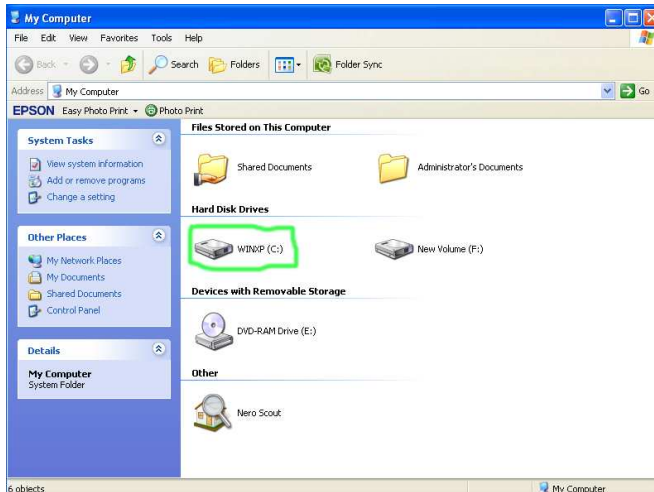 My Computer
File Edit View Favorites Tools Help
Back Search Folders Folder Sync
Address My Computer Go
EPSON Easy Photo Print Photo Print
System Tasks
View system information
Add or remove programs
Change a setting
Other Places
My Network Places
My Documents
Shared Documents
Control Panel
Details
My Computer
System Folder
Files Stored on This Computer
Shared Documents Administrator's Documents
Hard Disk Drives
WINXP (C:) New Volume (F:)
Devices with Removable Storage
DVD-RAM Drive (E:)
Other
Nero Scout
6 objects My Computer